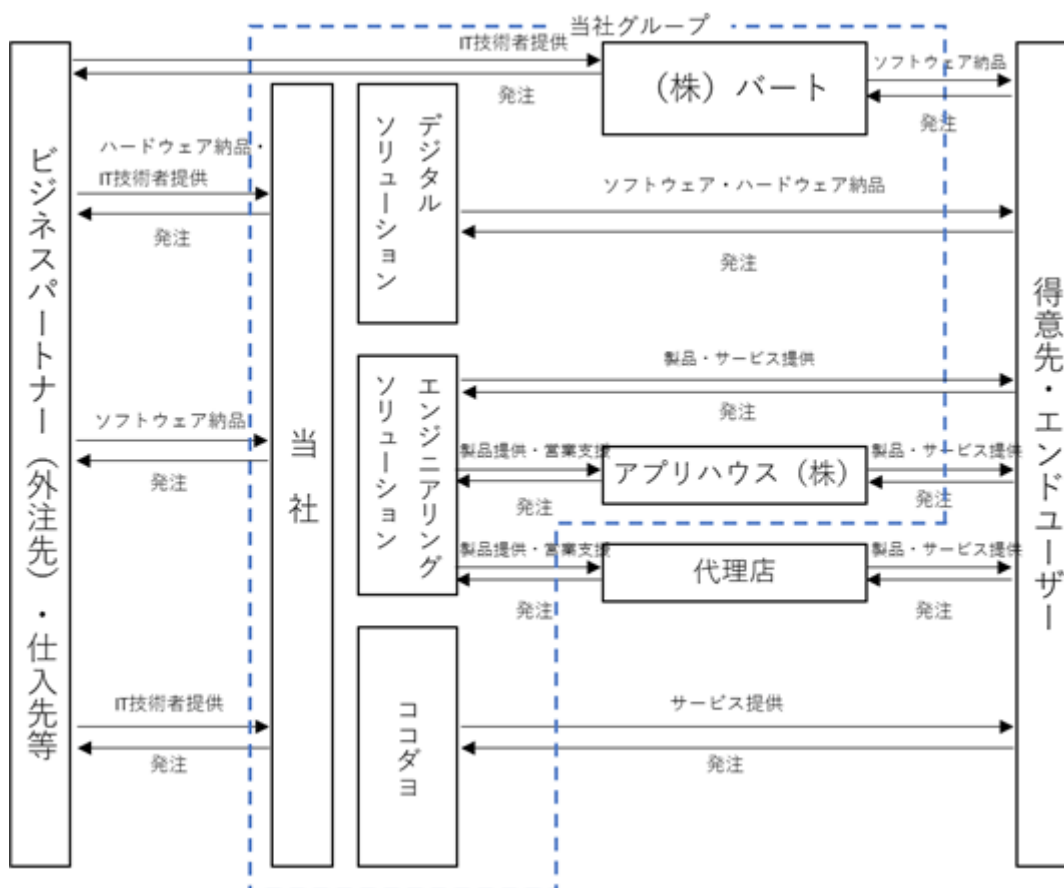 当社グループ
IT技術者提供
発注
(株)バート
ソフトウェア納品
発注
ビジネスパートナー(外注先)・仕入先等
ハードウェア納品・
IT技術者提供
発注
当社
デジタル
ソリューション
ソフトウェア・ハードウェア納品
発注
得意先・エンドユーザー
ソフトウェア納品
発注
エンジニアリング
ソリューション
製品・サービス提供
発注
製品提供・営業支援
発注
アプリハウス(株)
製品・サービス提供
発注
製品提供・営業支援
発注
代理店
製品・サービス提供
発注
IT技術者提供
発注
ココダヨ
サービス提供
発注